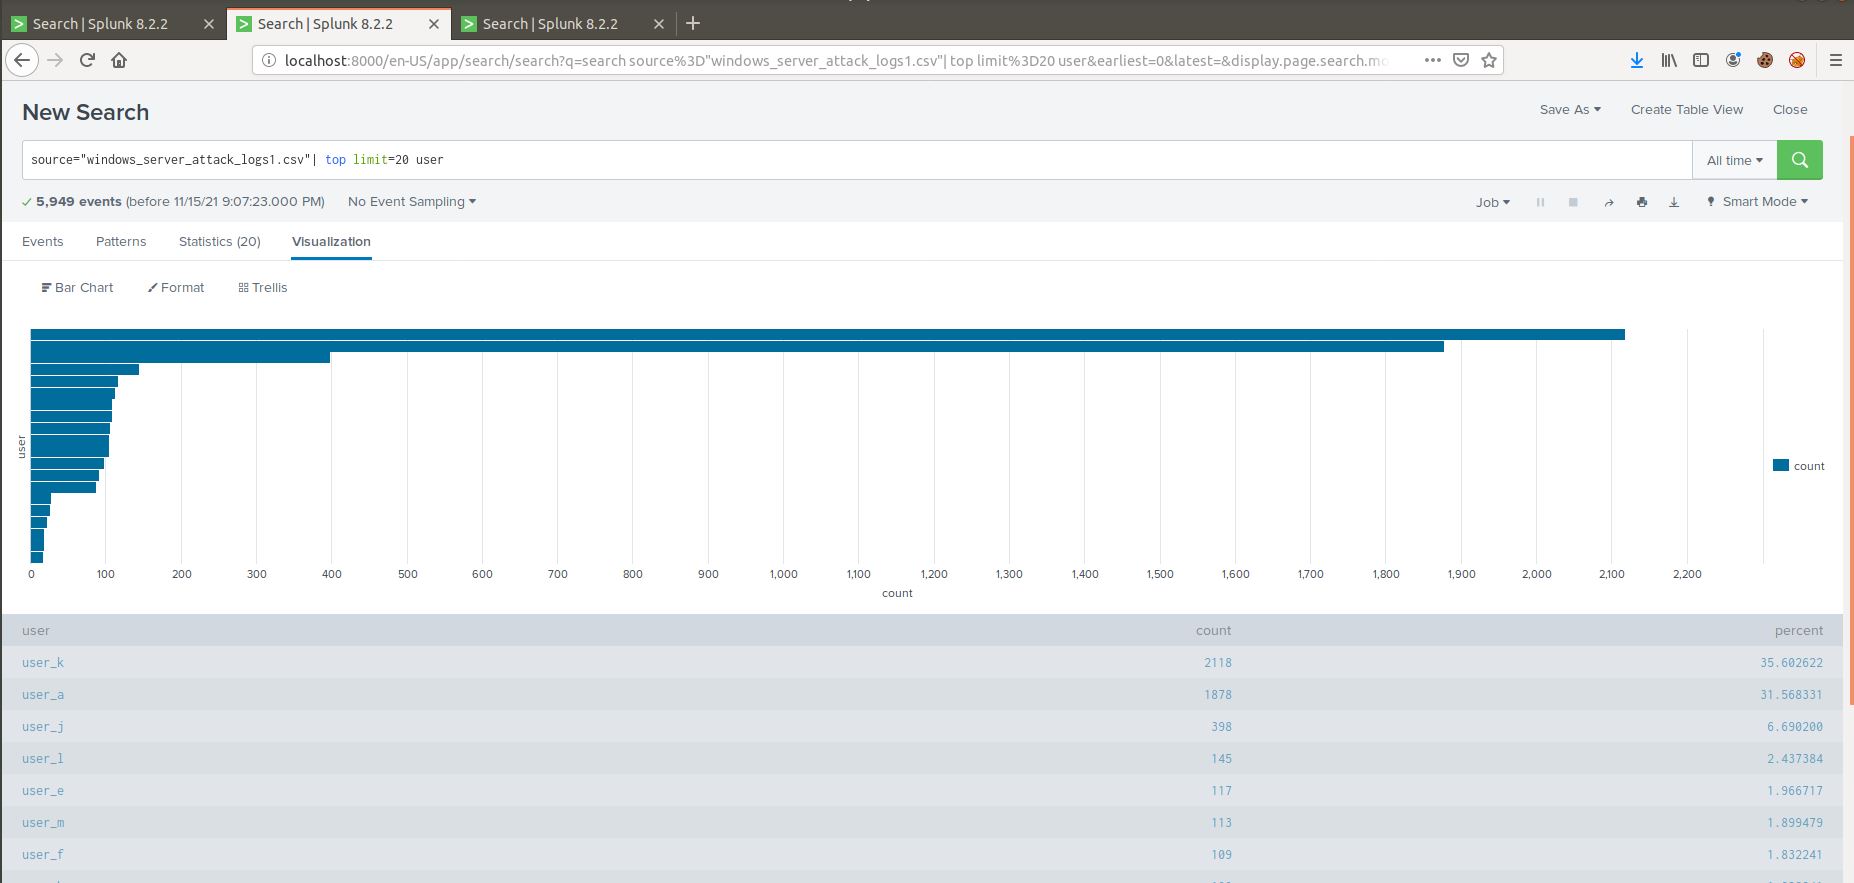 Search | Splunk 8.2.2
Search | Splunk 8.2.2
Search | Splunk 8.2.2
localhost:8000/en-US/app/search/search?q=search source%3D"windows_server_attack_logs1.csv"| top limit%3D20 user&earliest=0&latest=&display.page.search.mo
New Search
Save As
Create Table View
Close
source="windows_server_attack_logs1.csv"| top limit=20 user
All time
5,949 events (before 11/15/21 9:07:23.000 PM)
No Event Sampling
Job
Smart Mode
Events
Patterns
Statistics (20)
Visualization
Bar Chart
Format
Trellis
user
count
0 100 200 300 400 500 600 700 800 900 1,000 1,100 1,200 1,300 1,400 1,500 1,600 1,700 1,800 1,900 2,000 2,100 2,200
count
user count percent
user_k 2118 35.602622
user_a 1878 31.568331
user_j 398 6.690200
user_l 145 2.437384
user_e 117 1.966717
user_m 113 1.899479
user_f 109 1.832241